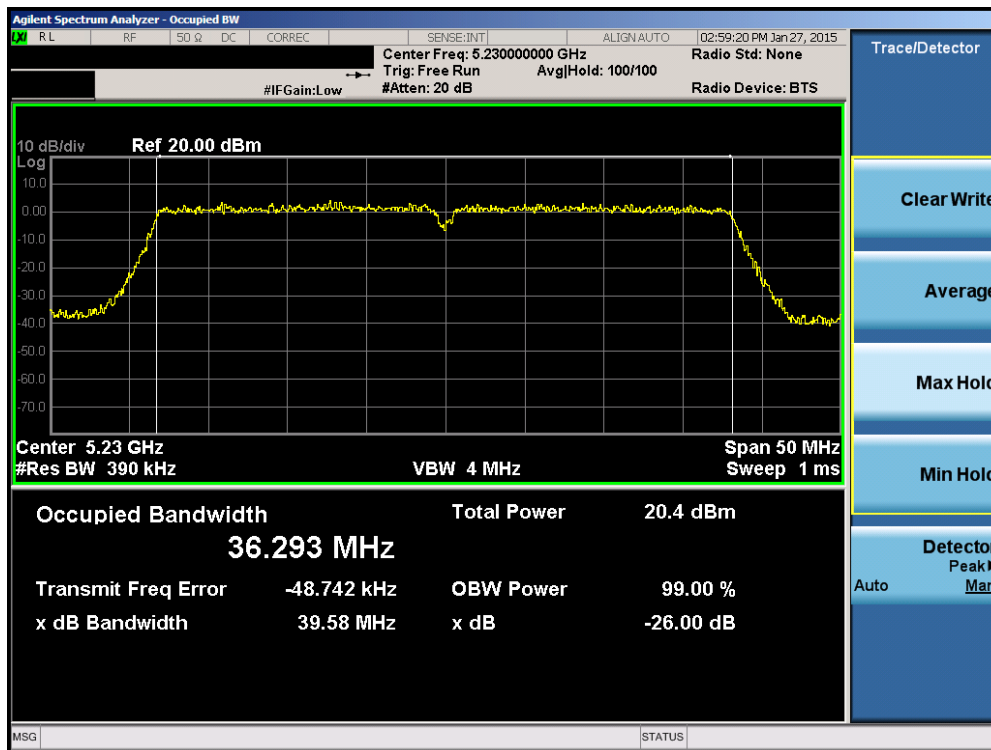 Agilent Spectrum Analyzer - Occupied BW
LXI RL RF 50 Ω DC CORREC SENSE:INT ALIGN AUTO 02:59:20 PM Jan 27, 2015
Center Freq: 5.230000000 GHz Radio Std: None
Trig: Free Run Avg|Hold: 100/100
#IFGain:Low #Atten: 20 dB Radio Device: BTS
10 dB/div Ref 20.00 dBm
Log
10.0
0.00
-10.0
-20.0
-30.0
-40.0
-50.0
-60.0
-70.0
Center 5.23 GHz Span 50 MHz
#Res BW 390 kHz VBW 4 MHz Sweep 1 ms
Occupied Bandwidth Total Power 20.4 dBm
36.293 MHz
Transmit Freq Error -48.742 kHz OBW Power 99.00 %
x dB Bandwidth 39.58 MHz x dB -26.00 dB
Trace/Detector
Clear Write
Average
Max Hold
Min Hold
Detector
Peak
Auto Man
MSG STATUS